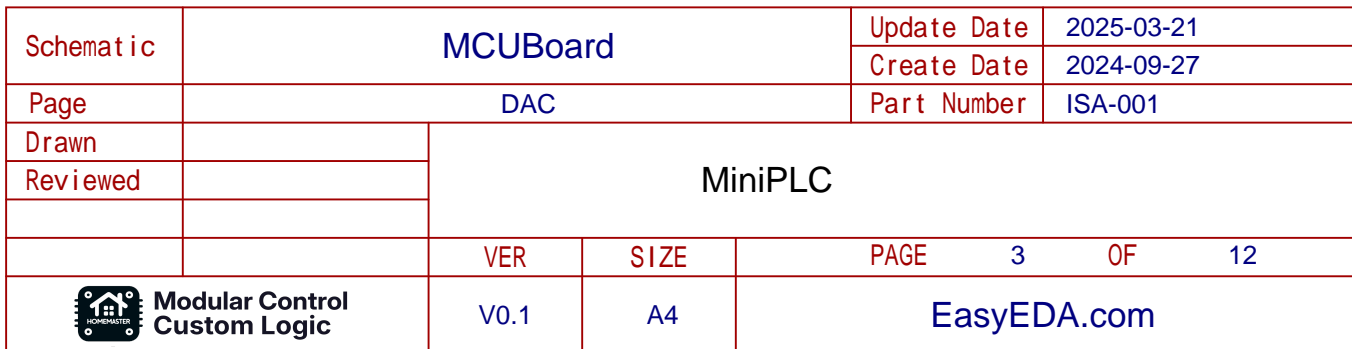 Schematic MCUBoard Update Date 2025-03-21
Create Date 2024-09-27
Page DAC Part Number ISA-001
Drawn
Reviewed MiniPLC
VER SIZE PAGE 3 OF 12
HOMEMASTER Modular Control
Custom Logic V0.1 A4 EasyEDA.com